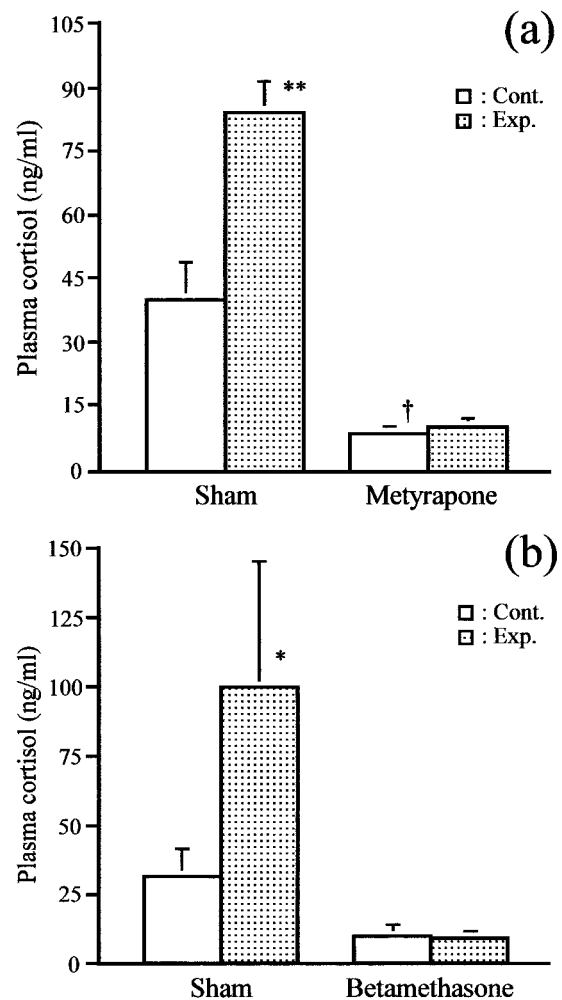 (a)
105
90
75
60
45
30
15
0
Plasma cortisol (ng/ml)
: Cont.
: Exp.
**
†
Sham Metyrapone
(b)
150
125
100
75
50
25
0
Plasma cortisol (ng/ml)
: Cont.
: Exp.
*
Sham Betamethasone